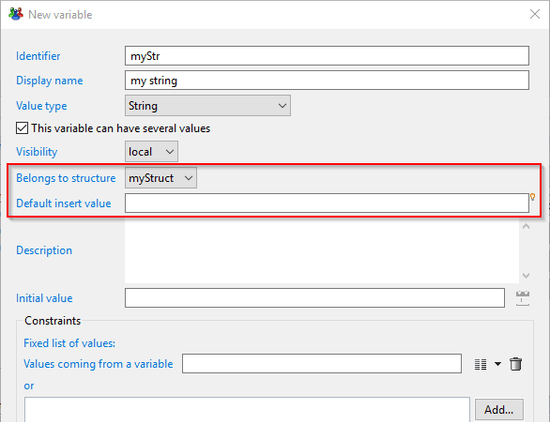 New variable
Identifier myStr
Display name my string
Value type String
This variable can have several values
Visibility local
Belongs to structure myStruct
Default insert value
Description
Initial value
Constraints
Fixed list of values:
Values coming from a variable
or
Add...